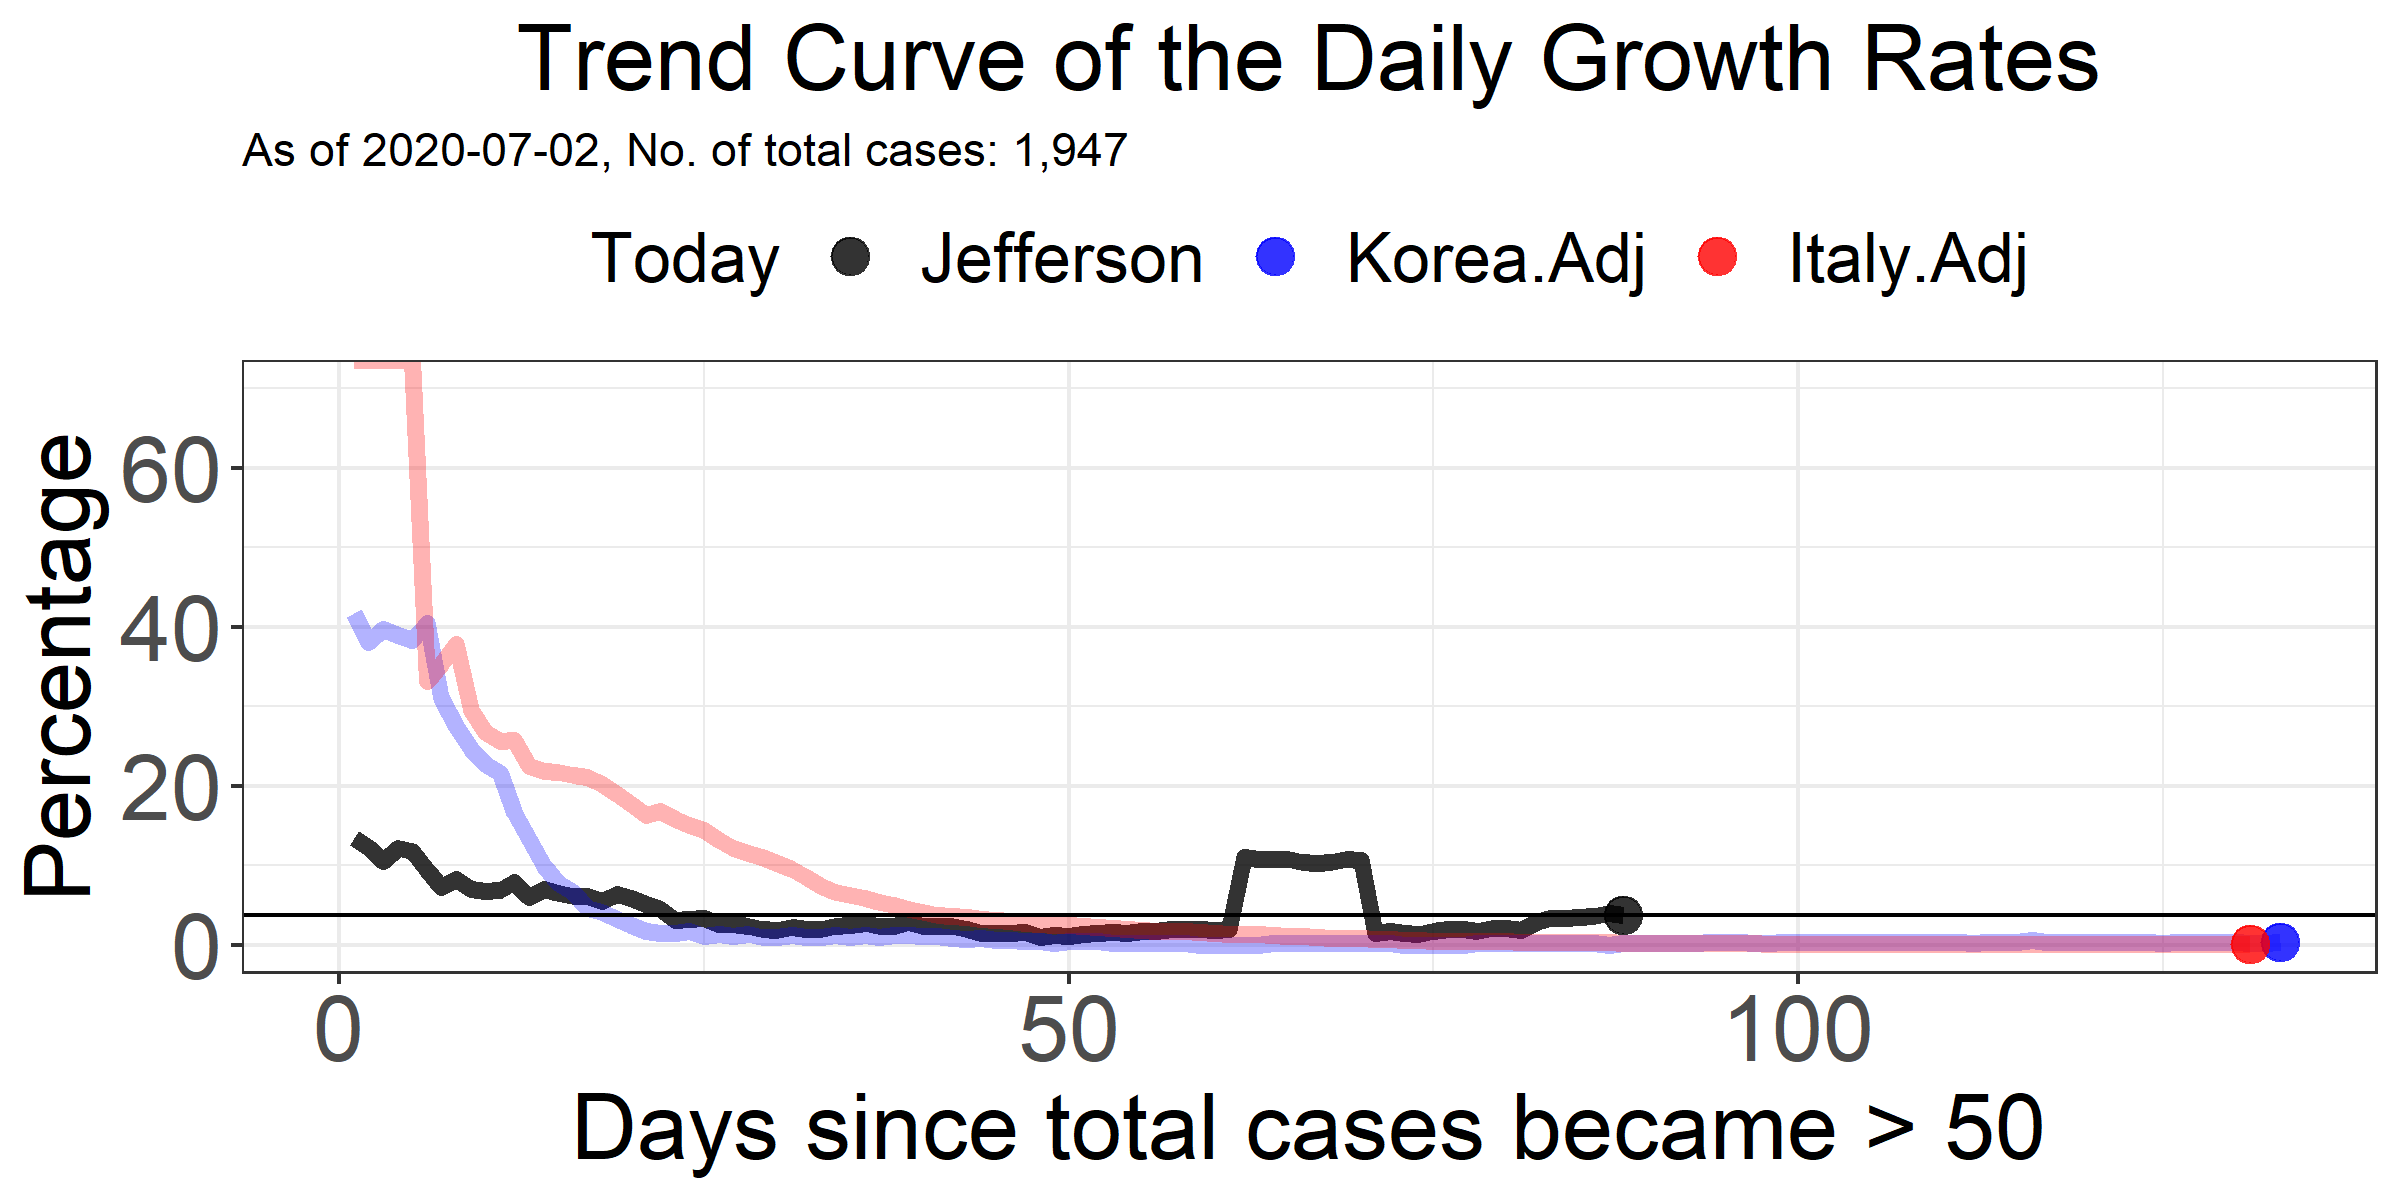 Trend Curve of the Daily Growth Rates
As of 2020-07-02, No. of total cases: 1,947
Today Jefferson Korea.Adj Italy.Adj
Percentage
60
40
20
0
0 50 100
Days since total cases became > 50